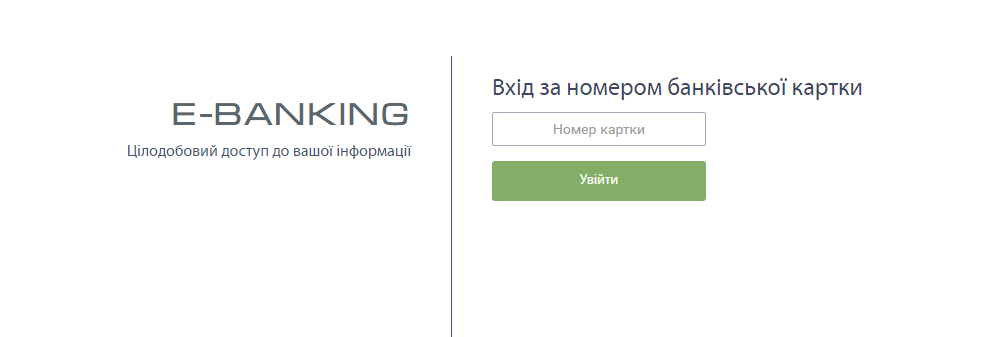 E-BANKING
Цілодобовий доступ до вашої інформації
Вхід за номером банківської картки
Номер картки
Увійти